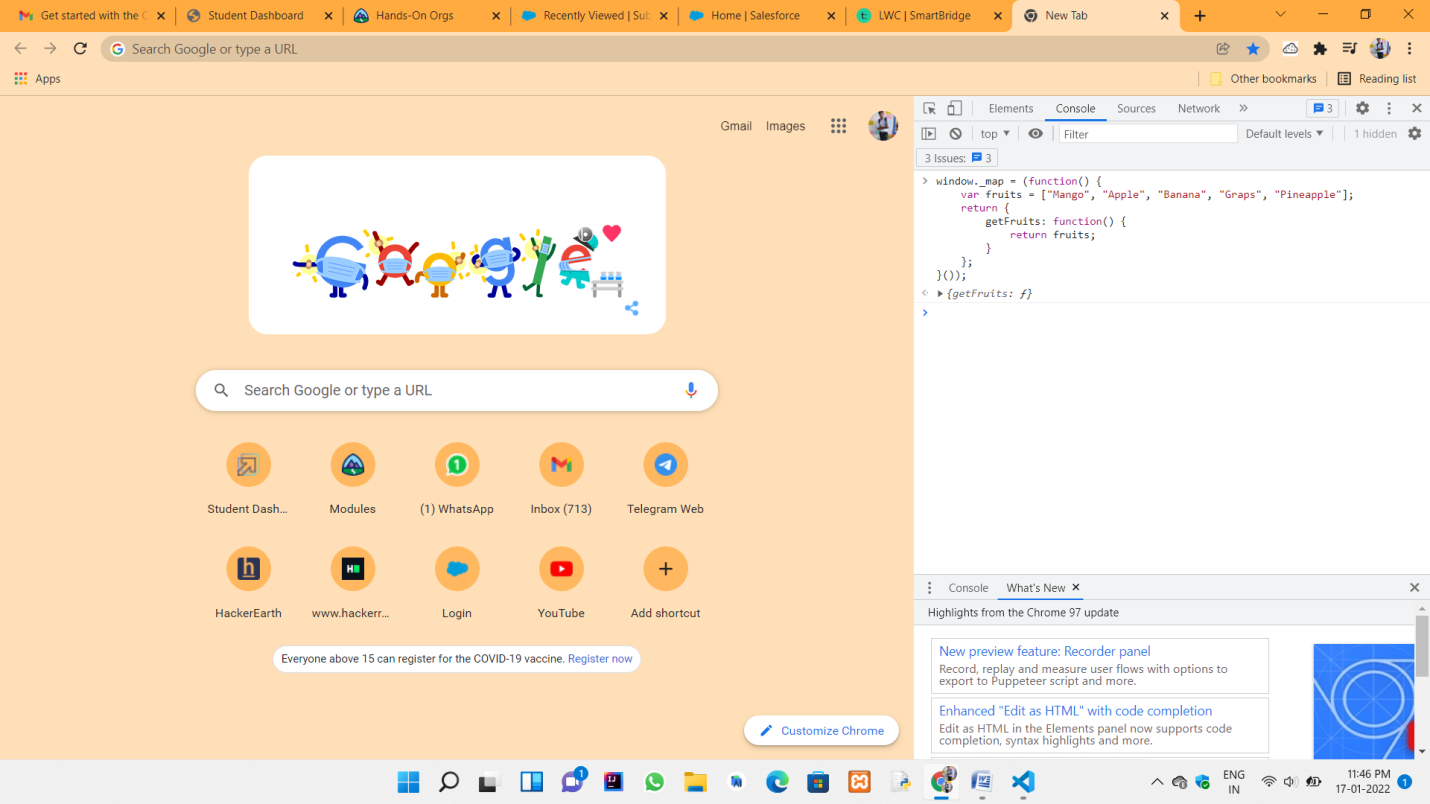 Get started with the C
Student Dashboard
Hands-On Orgs
Recently Viewed | Sub
Home | Salesforce
LWC | SmartBridge
New Tab
Search Google or type a URL
Apps
Other bookmarks
Reading list
Gmail
Images
Google
Search Google or type a URL
Student Dash...
Modules
(1) WhatsApp
Inbox (713)
Telegram Web
HackerEarth
www.hackerr...
Login
YouTube
Add shortcut
Everyone above 15 can register for the COVID-19 vaccine. Register now
Customize Chrome
Elements
Console
Sources
Network
3
top
Filter
Default levels
1 hidden
3 Issues:
3
window._map = (function() {
var fruits = ["Mango", "Apple", "Banana", "Graps", "Pineapple"];
return {
getFruits: function() {
return fruits;
}
};
}());
{getFruits: ƒ}
Console
What's New
Highlights from the Chrome 97 update
New preview feature: Recorder panel
Record, replay and measure user flows with options to
export to Puppeteer script and more.
Enhanced "Edit as HTML" with code completion
Edit as HTML in the Elements panel now supports code
completion, syntax highlights and more.
1
ENG
IN
11:46 PM
17-01-2022
1